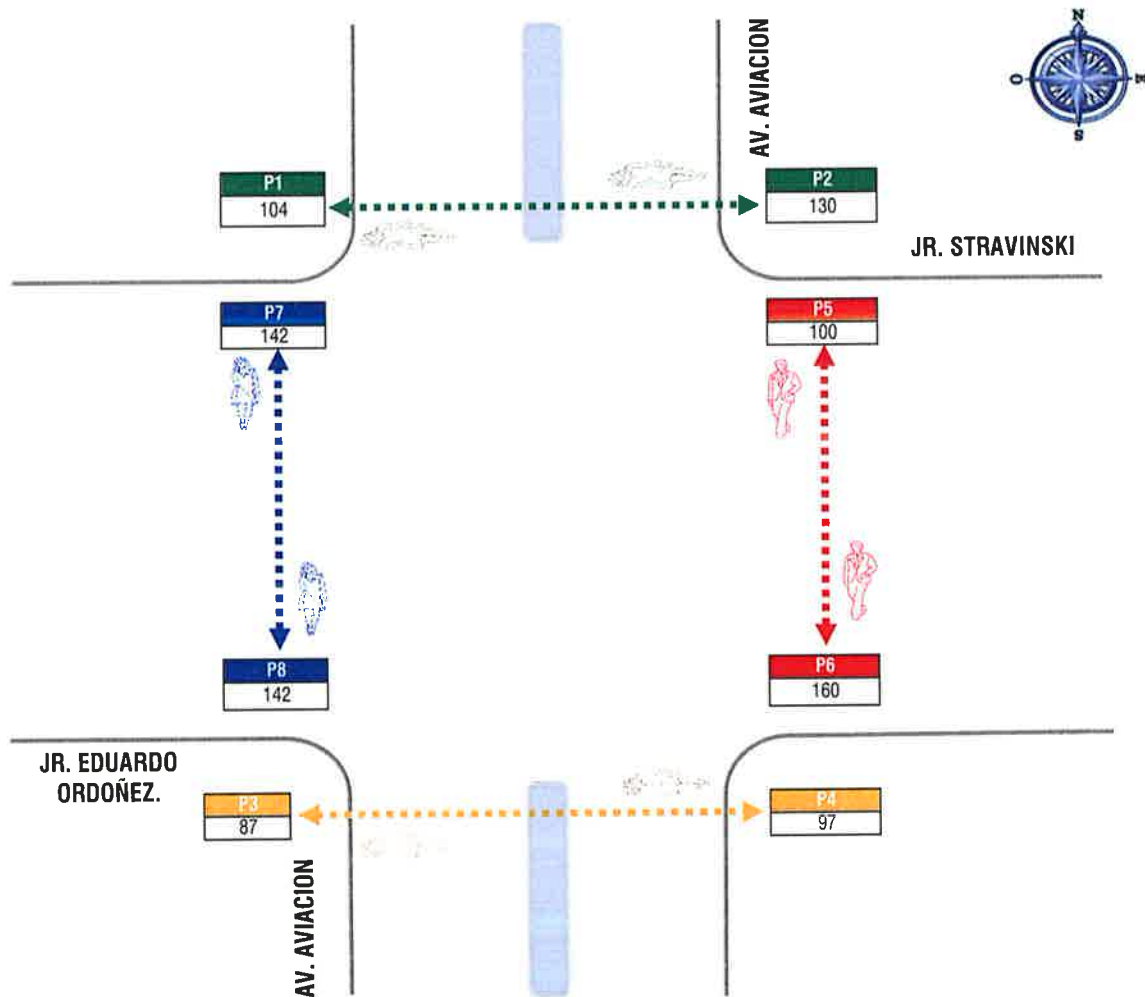 AV. AVIACION
N
O
E
S
P1
104
P2
130
JR. STRAVINSKI
P7
142
P5
100
P8
142
P6
160
JR. EDUARDO
ORDOÑEZ.
P3
87
P4
97
AV. AVIACION